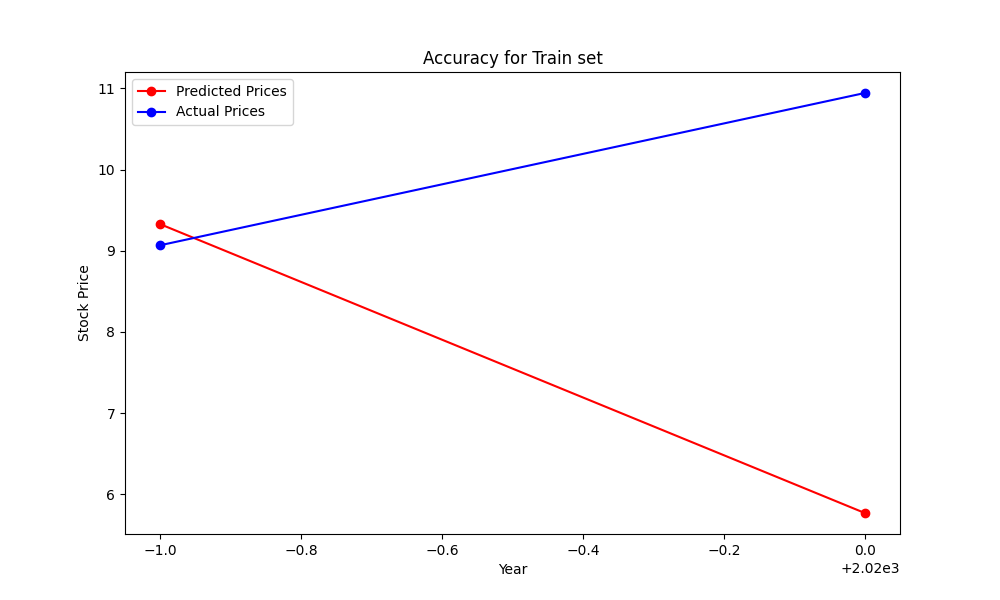 Accuracy for Train set
Predicted Prices
Actual Prices
Stock Price
11
10
9
8
7
6
−1.0 −0.8 −0.6 −0.4 −0.2 0.0
+2.02e3
Year